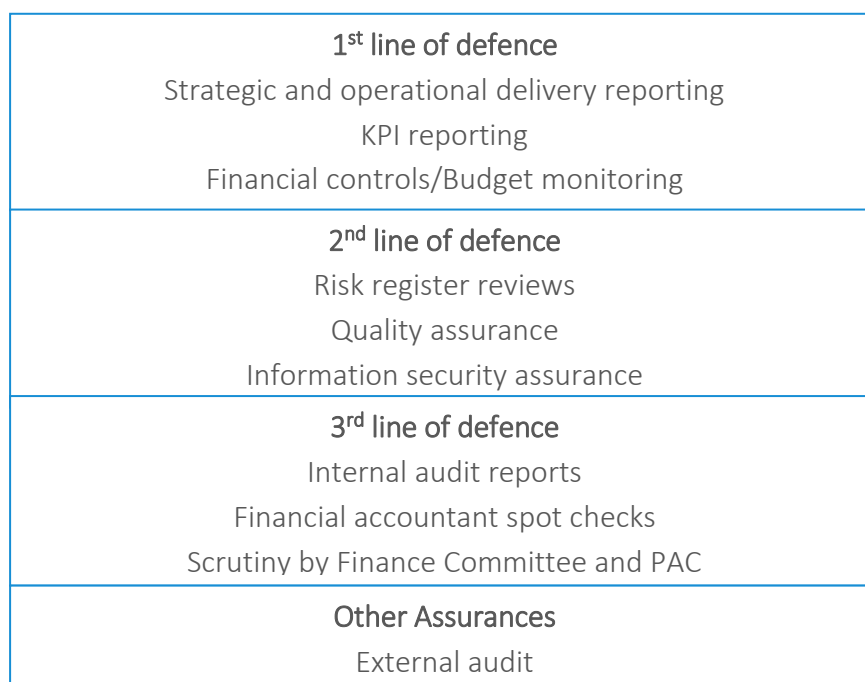 1st line of defence
Strategic and operational delivery reporting
KPI reporting
Financial controls/Budget monitoring
2nd line of defence
Risk register reviews
Quality assurance
Information security assurance
3rd line of defence
Internal audit reports
Financial accountant spot checks
Scrutiny by Finance Committee and PAC
Other Assurances
External audit